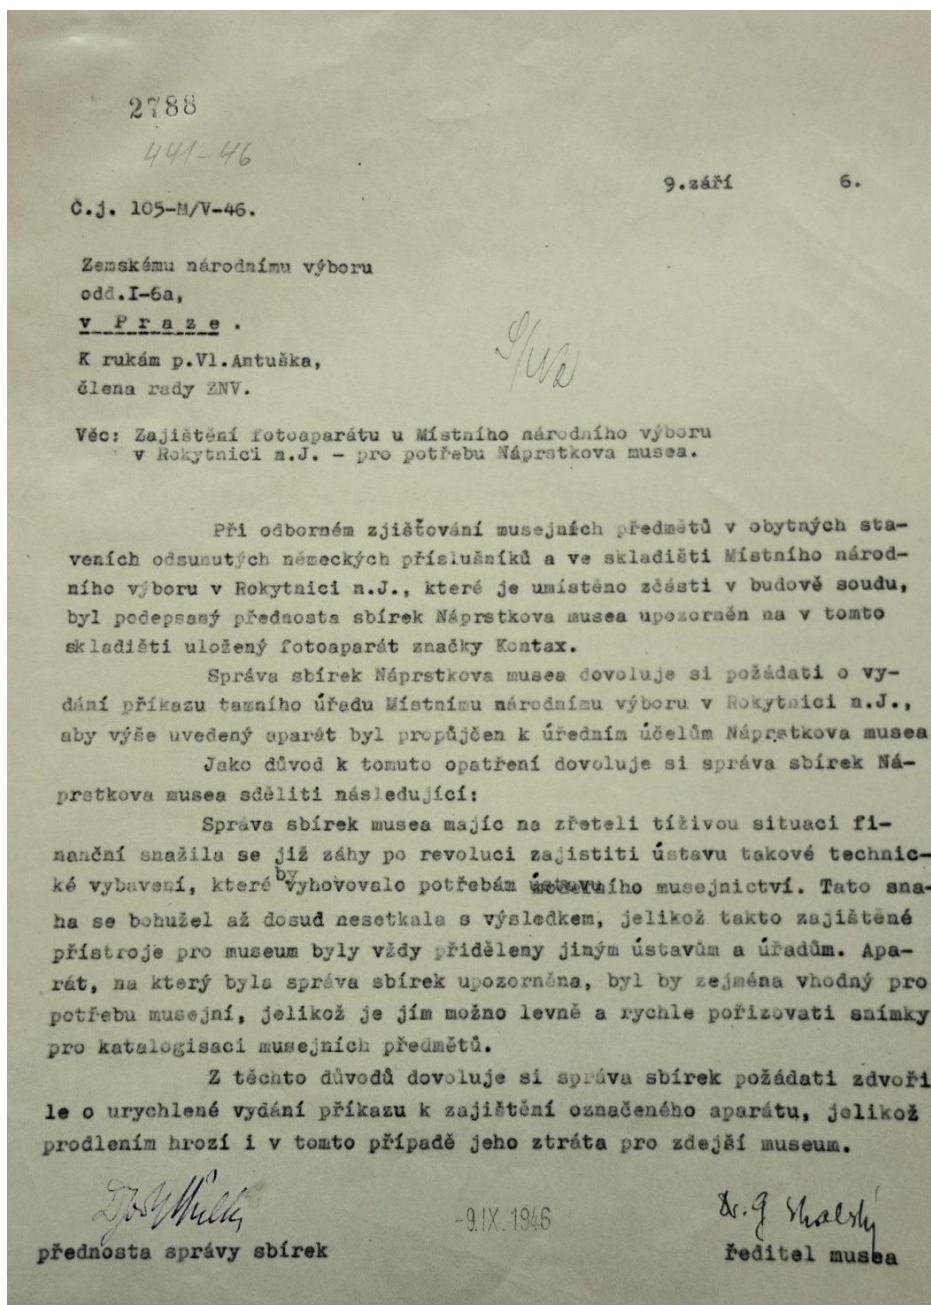 2788
441-46
9.září 6.
Č.j. 105-M/V-46.
Zemskému národnímu výboru
odd.I-6a,
v Praze .
K rukám p.Vl.Antuška,
člena rady ZNV.
Věc: Zajištění fotoaparátu u Místního národního výboru
v Rokytnici n.J. - pro potřebu Náprstkova musea.
Při odborném zjišťování musejních předmětů v obytných sta-
veních odsunutých německých příslušníků a ve skladišti Místního národ-
ního výboru v Rokytnici n.J., které je umístěno zčásti v budově soudu,
byl podepsaný přednosta sbírek Náprstkova musea upozorněn na v tomto
skladišti uložený fotoaparát značky Kontax.
Správa sbírek Náprstkova musea dovoluje si požádati o vy-
dání příkazu tamního úřadu Místnímu národnímu výboru v Rokytnici n.J.,
aby výše uvedený aparát byl propůjčen k úředním účelům Náprstkova musea
Jako důvod k tomuto opatření dovoluje si správa sbírek Ná-
prstkova musea sděliti následující:
Správa sbírek musea majíc na zřeteli tíživou situaci fi-
nanční snažila se již záhy po revoluci zajistiti ústavu takové technic-
ké vybavení, které by vyhovovalo potřebám ního musejnictví. Tato sna-
ha se bohužel až dosud nesetkala s výsledkem, jelikož takto zajištěné
přístroje pro museum byly vždy přiděleny jiným ústavům a úřadům. Apa-
rát, na který byla správa sbírek upozorněna, byl by zejména vhodný pro
potřebu musejní, jelikož je jím možno levně a rychle pořizovati snímky
pro katalogisaci musejních předmětů.
Z těchto důvodů dovoluje si správa sbírek požádati zdvoři
le o urychlené vydání příkazu k zajištění označeného aparátu, jelikož
prodlením hrozí i v tomto případě jeho ztráta pro zdejší museum.
-9.IX.1946
Dr. G Skalský
přednosta správy sbírek
ředitel musea